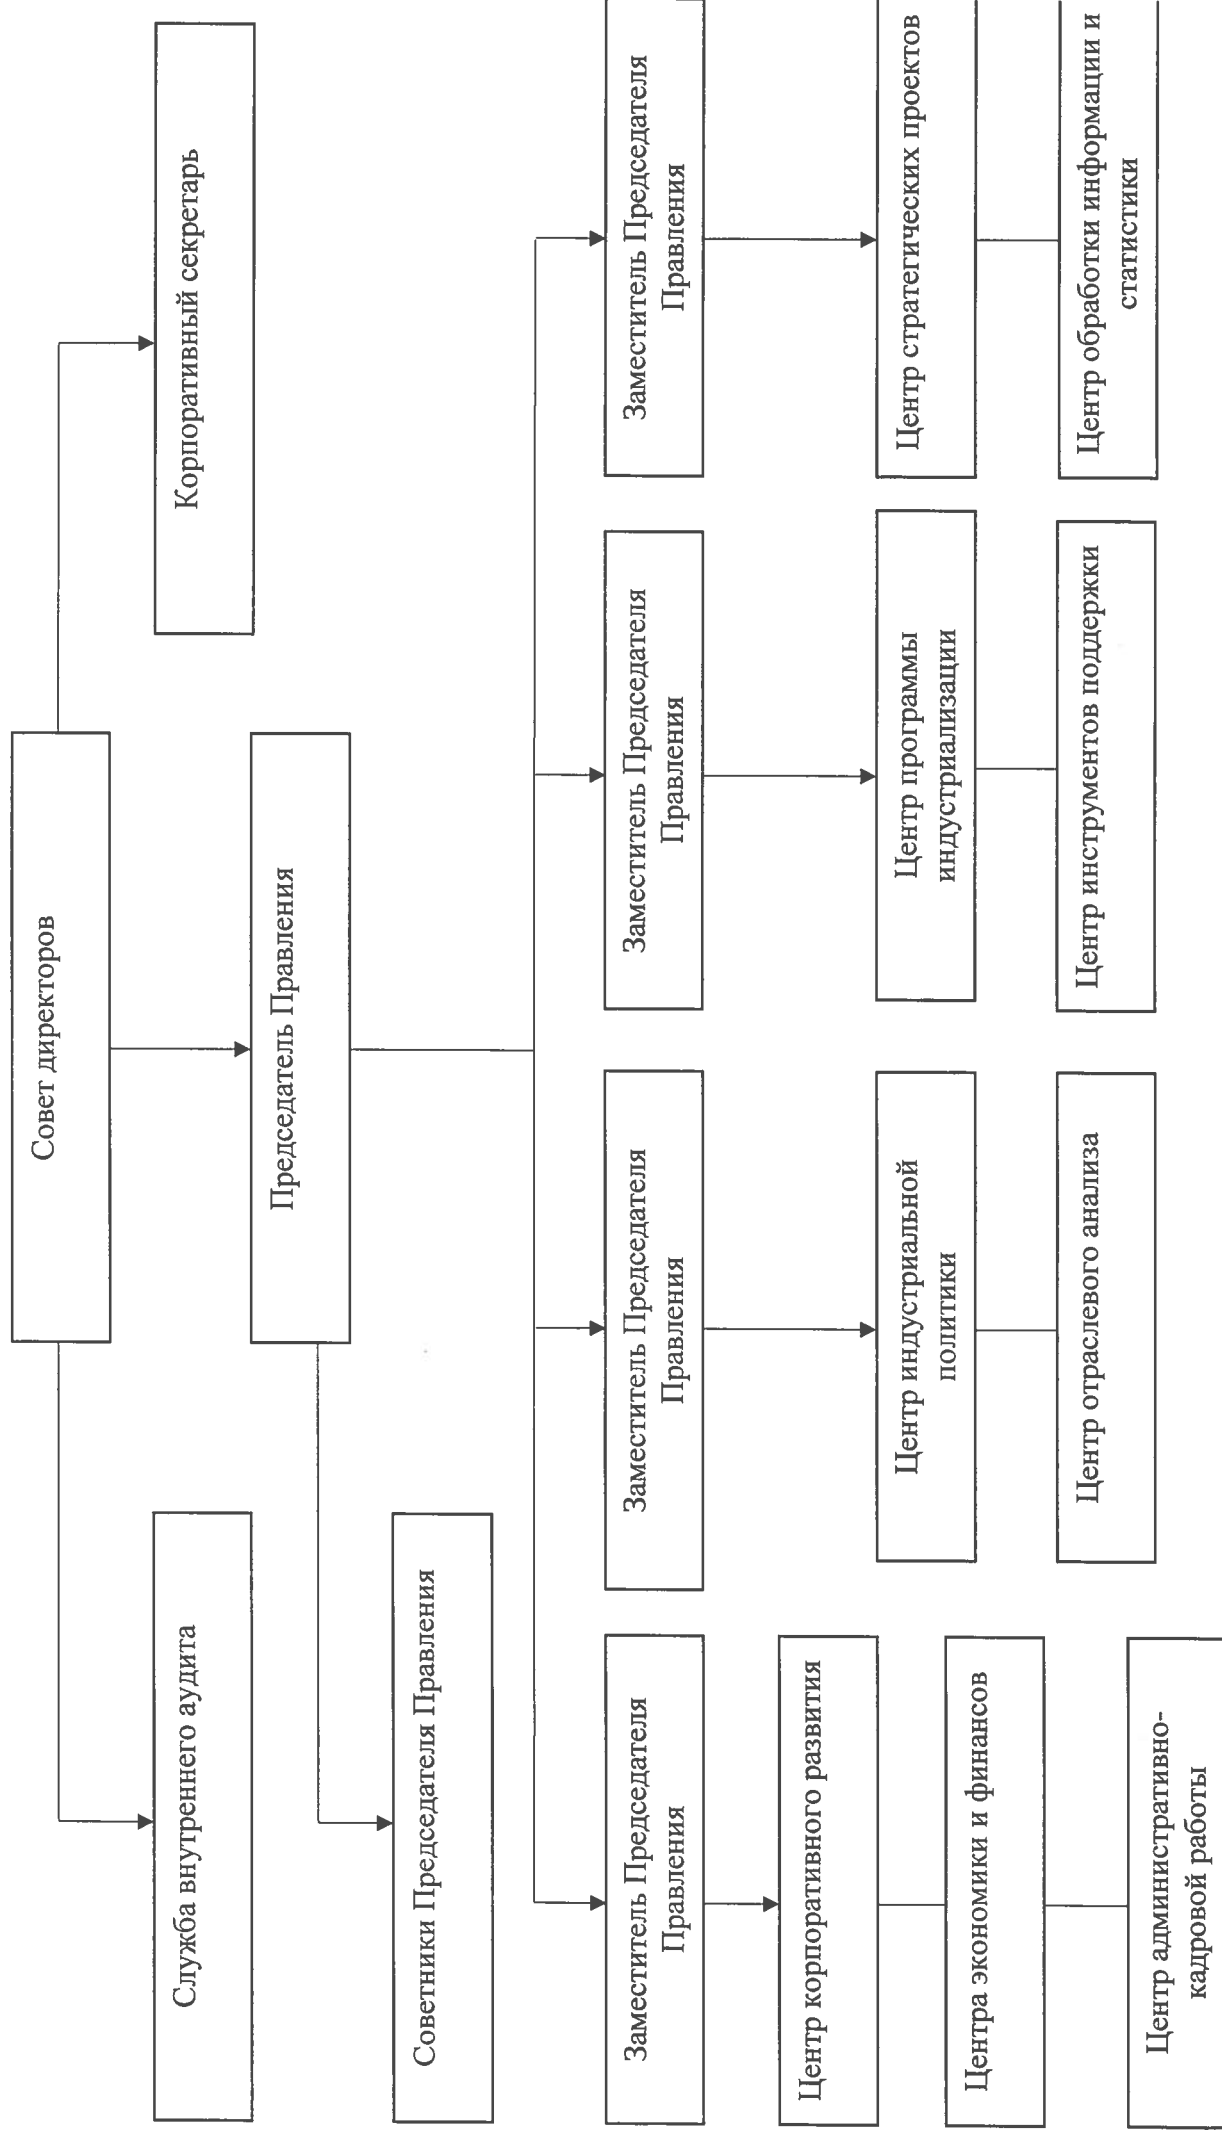 Совет директоров
Служба внутреннего аудита
Корпоративный секретарь
Председатель Правления
Советники Председателя Правления
Заместитель Председателя
Правления
Заместитель Председателя
Правления
Заместитель Председателя
Правления
Заместитель Председателя
Правления
Центр корпоративного развития
Центр индустриальной
политики
Центр программы
индустриализации
Центр стратегических проектов
Центра экономики и финансов
Центр отраслевого анализа
Центр инструментов поддержки
Центр обработки информации и
статистики
Центр административно-
кадровой работы